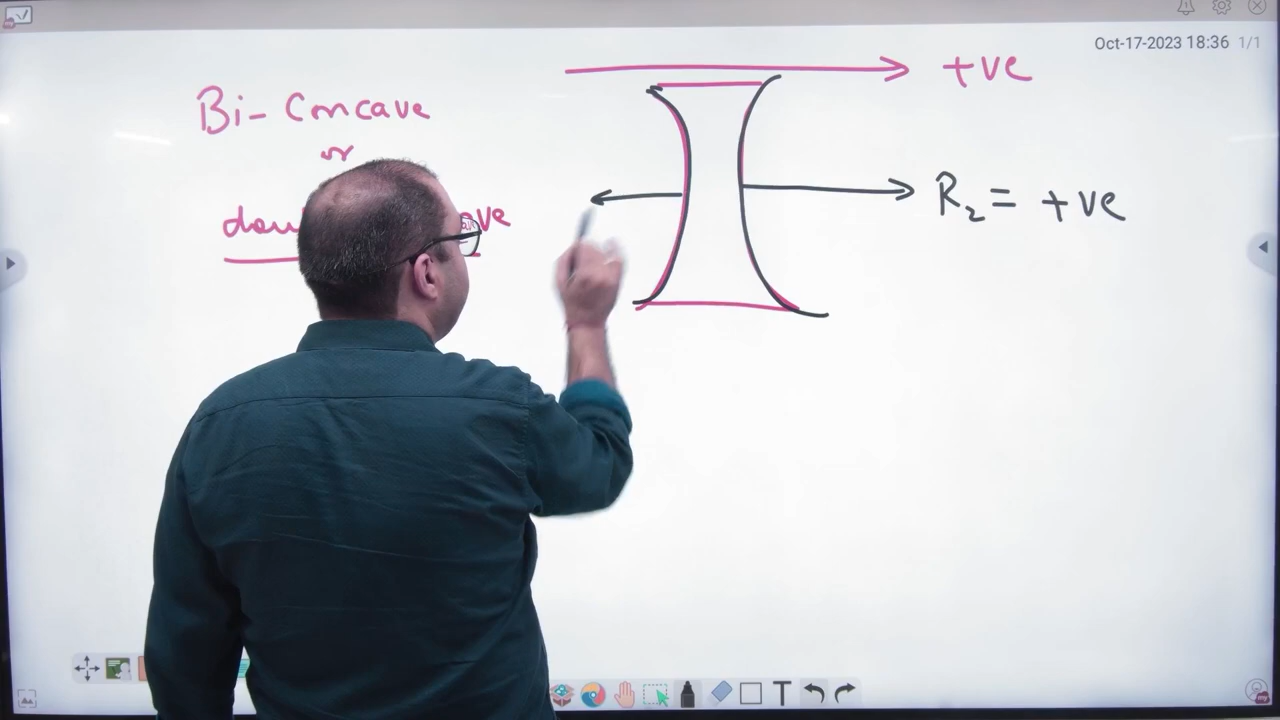 Oct-17-2023 18:36 1/1
+ve
Bi-Concave
or
R2 = +ve
T